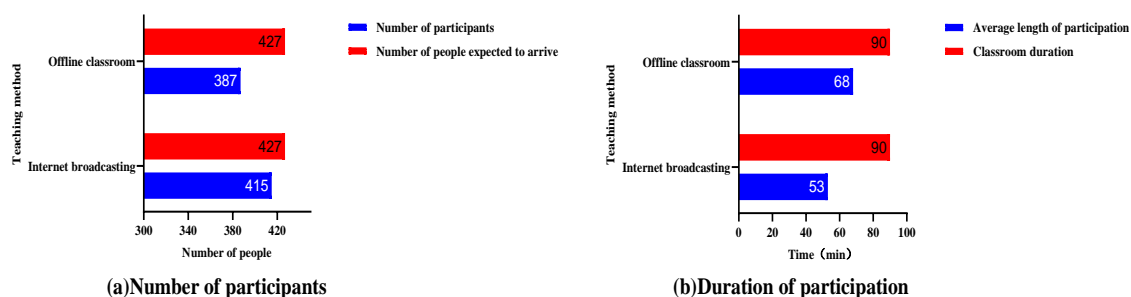 Number of participants
Number of people expected to arrive
Teaching method
Offline classroom
427
387
Internet broadcasting
427
415
300 340 380 420
Number of people
(a)Number of participants
Average length of participation
Classroom duration
Teaching method
Offline classroom
90
68
Internet broadcasting
90
53
0 20 40 60 80 100
Time（min）
(b)Duration of participation